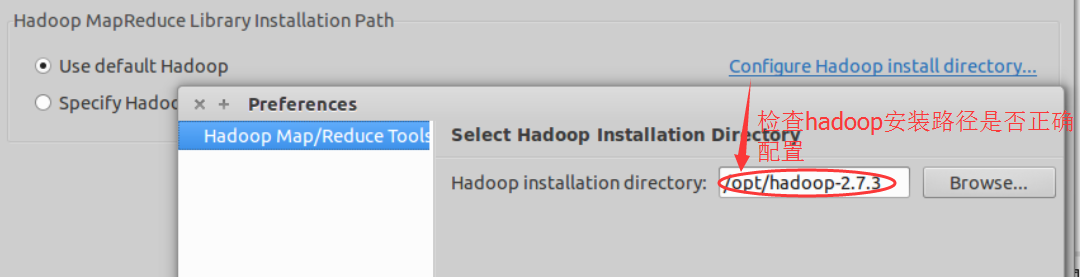 Hadoop MapReduce Library Installation Path
Use default Hadoop
Configure Hadoop install directory...
Specify Hadoo
× + Preferences
Hadoop Map/Reduce Tools
Select Hadoop Installation Directory
检查hadoop安装路径是否正确
配置
Hadoop installation directory:
/opt/hadoop-2.7.3
Browse...